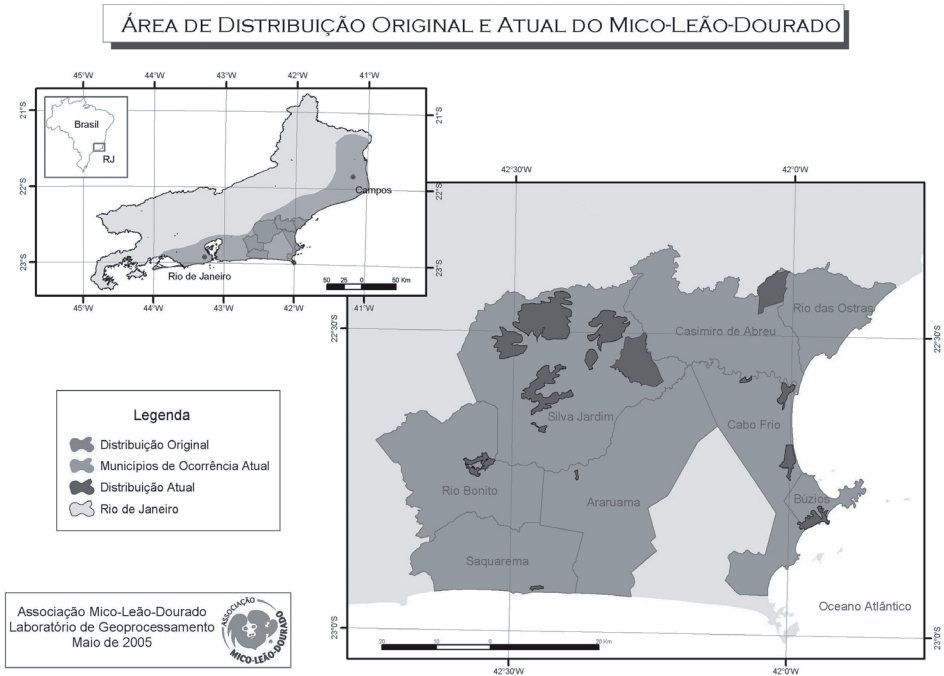 ÁREA DE DISTRIBUIÇÃO ORIGINAL E ATUAL DO MICO-LEÃO-DOURADO
45°W 44°W 43°W 42°W 41°W
21°S 21°S
Brasil
RJ
22°S 22°S
Campos
23°S 23°S
Rio de Janeiro
50 25 0 50 Km
45°W 44°W 43°W 42°W 41°W
42°30'W 42°0'W
22°30'S 22°30'S
Rio das Ostras
Casimiro de Abreu
Silva Jardim
Cabo Frio
Rio Bonito
Araruama
Búzios
Saquarema
Oceano Atlântico
23°0'S 23°0'S
20 10 0 20 Km
42°30'W 42°0'W
Legenda
Distribuição Original
Municípios de Ocorrência Atual
Distribuição Atual
Rio de Janeiro
Associação Mico-Leão-Dourado
Laboratório de Geoprocessamento
Maio de 2005
ASSOCIAÇÃO
MICO-LEÃO-DOURADO